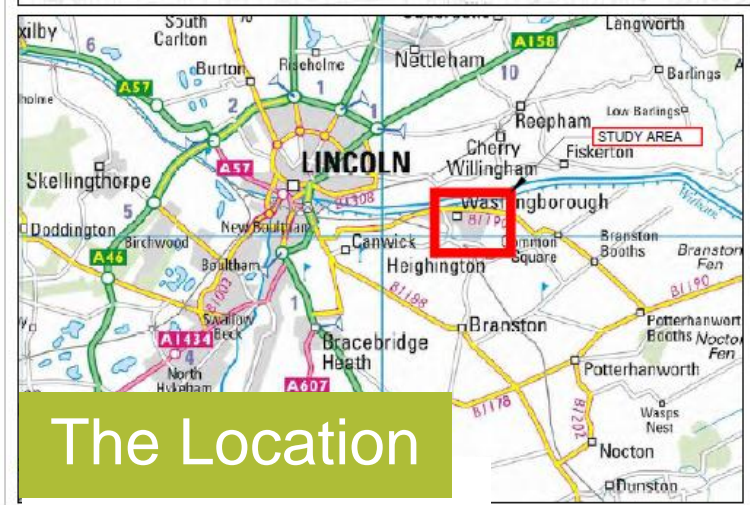 xilby
South
Carlton
Langworth
6
A158
Nettleham
Burton
Riseholme
1
10
Barlings
A57
2
1
Reepham
Low Barlings
STUDY AREA
Cherry
Willingham
Fiskerton
A57
LINCOLN
Skellingthorpe
Washingborough
5
B1190
Doddington
Birchwood
New Boultham
Canwick
Common
Square
Branston
Booths
Branston
Fen
A46
Boultham
Heighington
B1003
B1188
B1190
1
Swallow
Beck
Branston
Potterhanworth
Booths
Nocton
Fen
A1434
4
Bracebridge
Heath
North
Hykeham
Potterhanworth
A607
B1178
B1202
Wasps
Nest
The Location
Nocton
Dunston